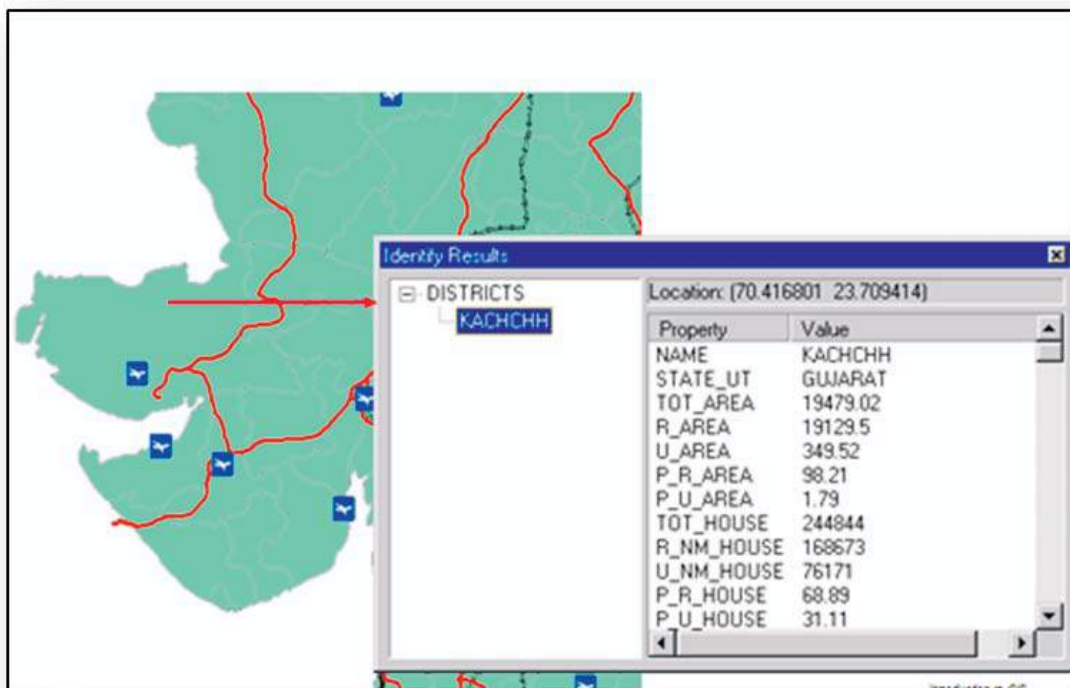 Identify Results
DISTRICTS
KACHCHH
Location: (70.416801 23.709414)
Property Value
NAME KACHCHH
STATE_UT GUJARAT
TOT_AREA 19479.02
R_AREA 19129.5
U_AREA 349.52
P_R_AREA 98.21
P_U_AREA 1.79
TOT_HOUSE 244844
R_NM_HOUSE 168673
U_NM_HOUSE 76171
P_R_HOUSE 68.89
P_U_HOUSE 31.11